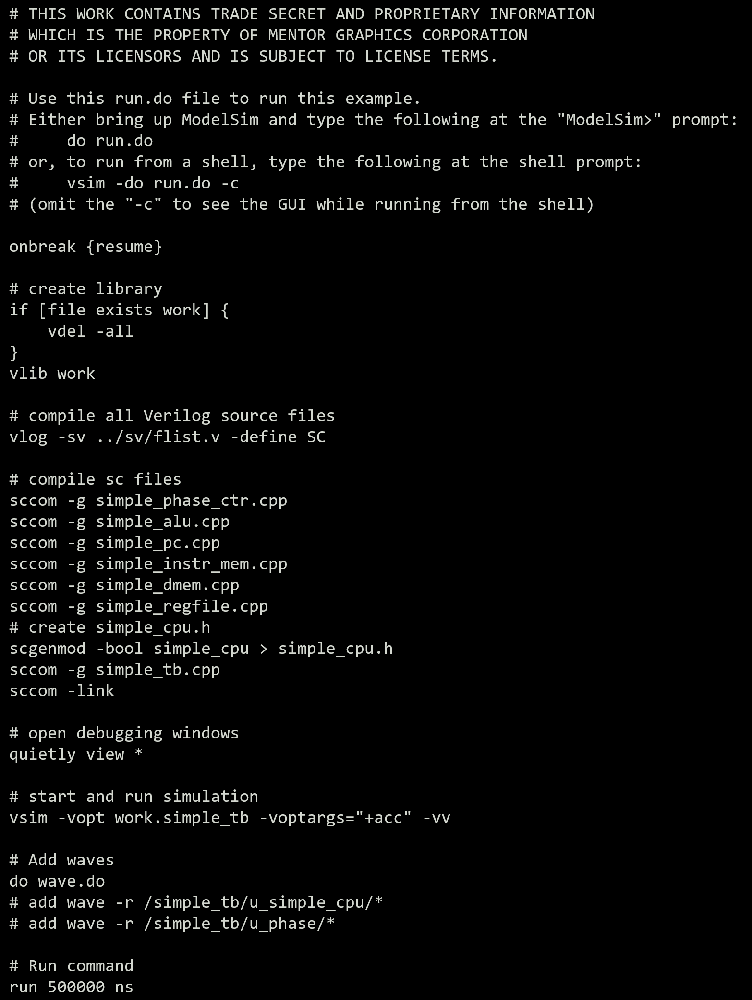 # THIS WORK CONTAINS TRADE SECRET AND PROPRIETARY INFORMATION
# WHICH IS THE PROPERTY OF MENTOR GRAPHICS CORPORATION
# OR ITS LICENSORS AND IS SUBJECT TO LICENSE TERMS.

# Use this run.do file to run this example.
# Either bring up ModelSim and type the following at the "ModelSim>" prompt:
#     do run.do
# or, to run from a shell, type the following at the shell prompt:
#     vsim -do run.do -c
# (omit the "-c" to see the GUI while running from the shell)

onbreak {resume}

# create library
if [file exists work] {
    vdel -all
}
vlib work

# compile all Verilog source files
vlog -sv ../sv/flist.v -define SC

# compile sc files
sccom -g simple_phase_ctr.cpp
sccom -g simple_alu.cpp
sccom -g simple_pc.cpp
sccom -g simple_instr_mem.cpp
sccom -g simple_dmem.cpp
sccom -g simple_regfile.cpp
# create simple_cpu.h
scgenmod -bool simple_cpu > simple_cpu.h
sccom -g simple_tb.cpp
sccom -link

# open debugging windows
quietly view *

# start and run simulation
vsim -vopt work.simple_tb -voptargs="+acc" -vv

# Add waves
do wave.do
# add wave -r /simple_tb/u_simple_cpu/*
# add wave -r /simple_tb/u_phase/*

# Run command
run 500000 ns